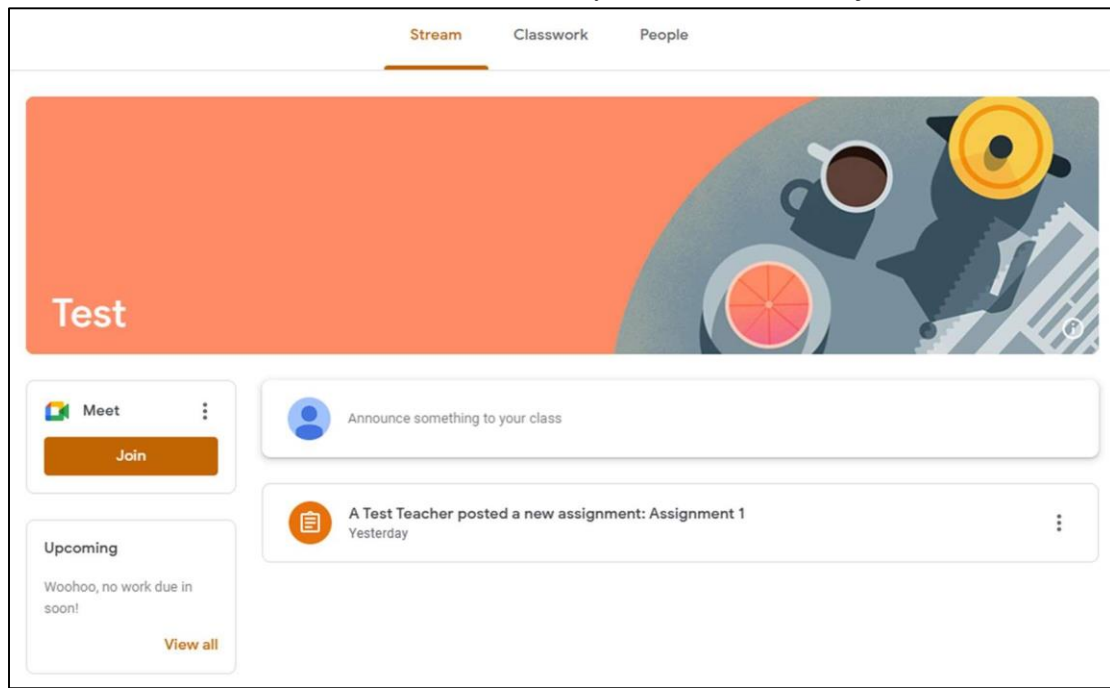 Stream Classwork People
Test
Meet
Join
Announce something to your class
A Test Teacher posted a new assignment: Assignment 1
Yesterday
Upcoming
Woohoo, no work due in
soon!
View all